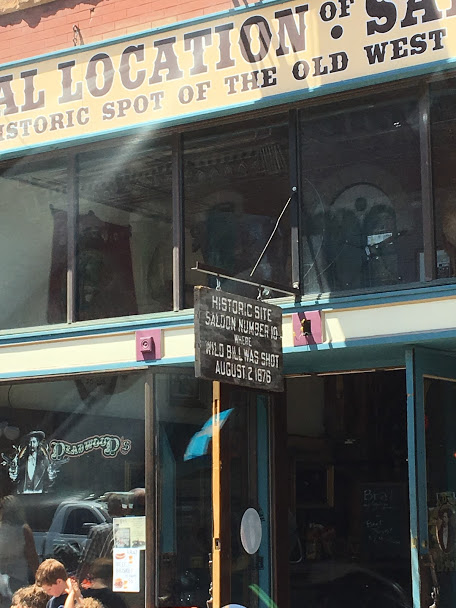 AL LOCATION OF · SA
HISTORIC SPOT OF THE OLD WEST
HISTORIC SITE
SALOON NUMBER 10
WHERE
WILD BILL WAS SHOT
AUGUST 2 1876
DEADWOOD'S